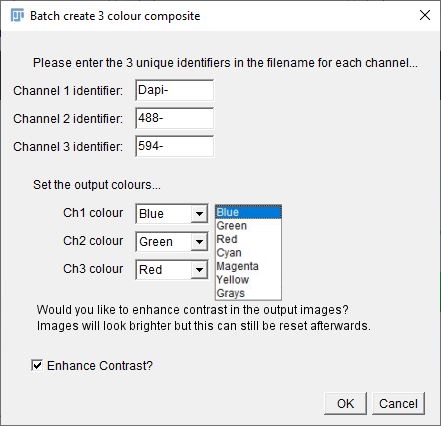 Batch create 3 colour composite
Please enter the 3 unique identifiers in the filename for each channel...
Channel 1 identifier: Dapi-
Channel 2 identifier: 488-
Channel 3 identifier: 594-
Set the output colours...
Ch1 colour Blue
Ch2 colour Green
Ch3 colour Red
Blue
Green
Red
Cyan
Magenta
Yellow
Grays
Would you like to enhance contrast in the output images?
Images will look brighter but this can still be reset afterwards.
Enhance Contrast?
OK Cancel